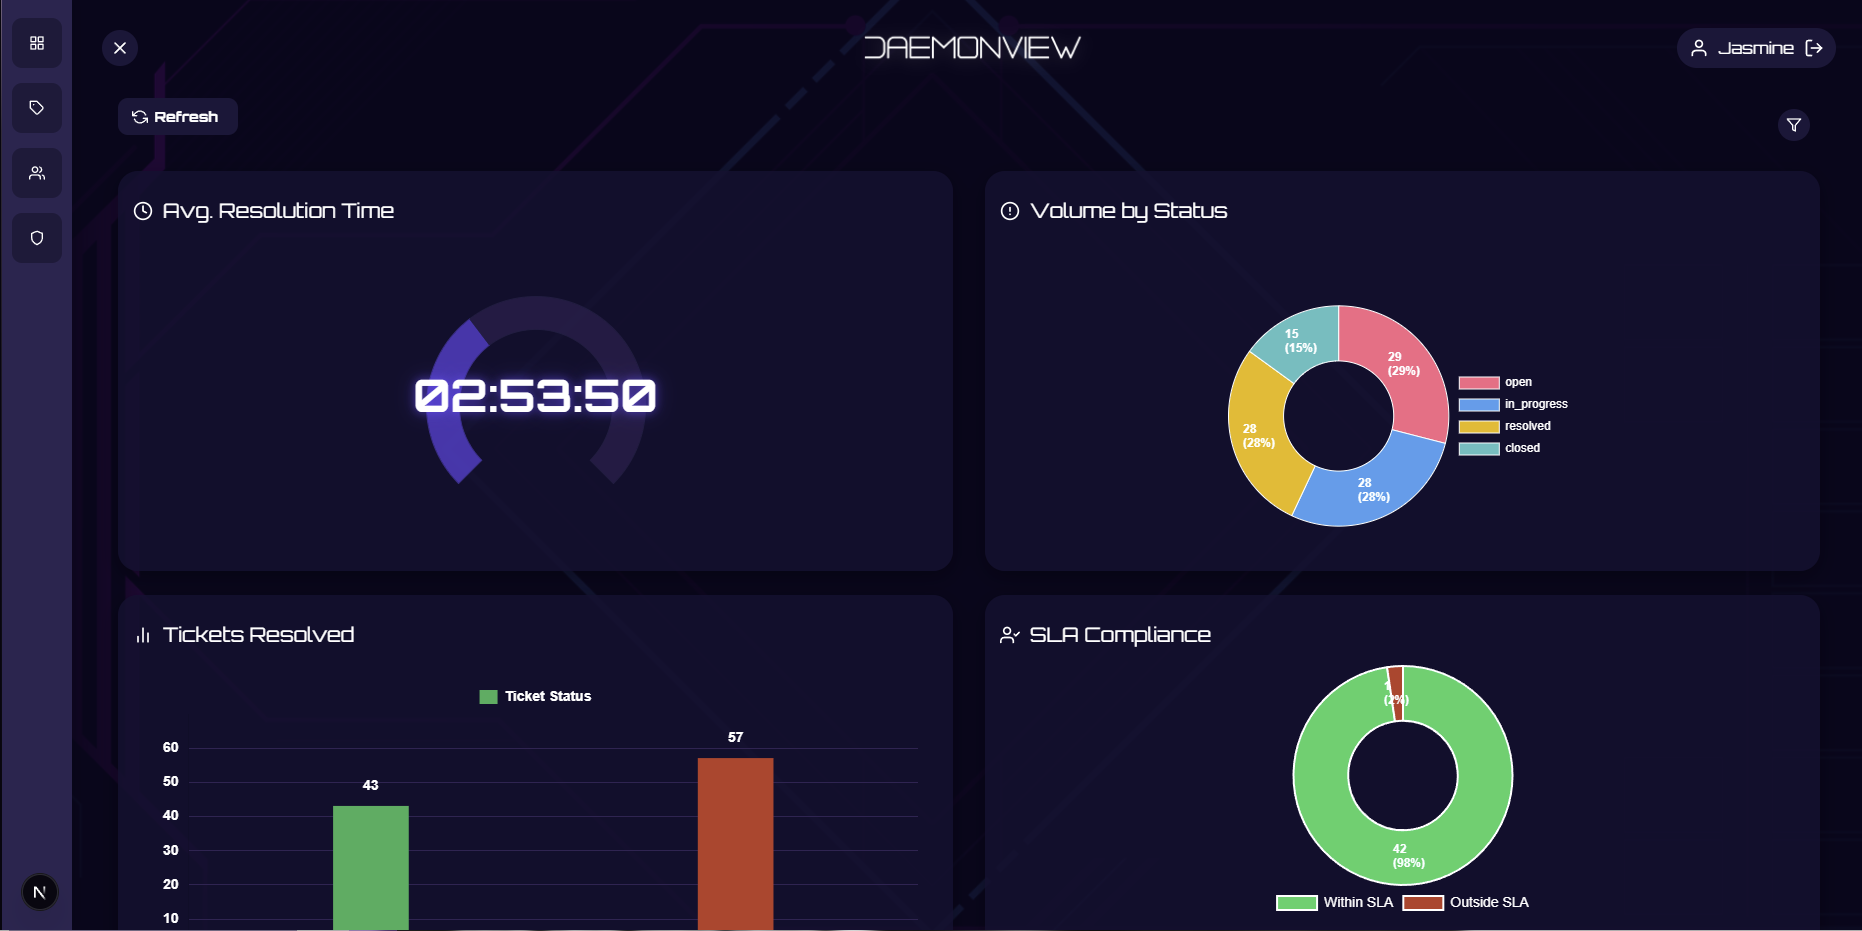 DAEMONVIEW
Jasmine
Refresh
Avg. Resolution Time
02:53:50
Volume by Status
15
(15%)
29
(29%)
28
(28%)
28
(28%)
open
in_progress
resolved
closed
Tickets Resolved
Ticket Status
60
50
40
30
20
10
43
57
SLA Compliance
1
(2%)
42
(98%)
Within SLA
Outside SLA
N